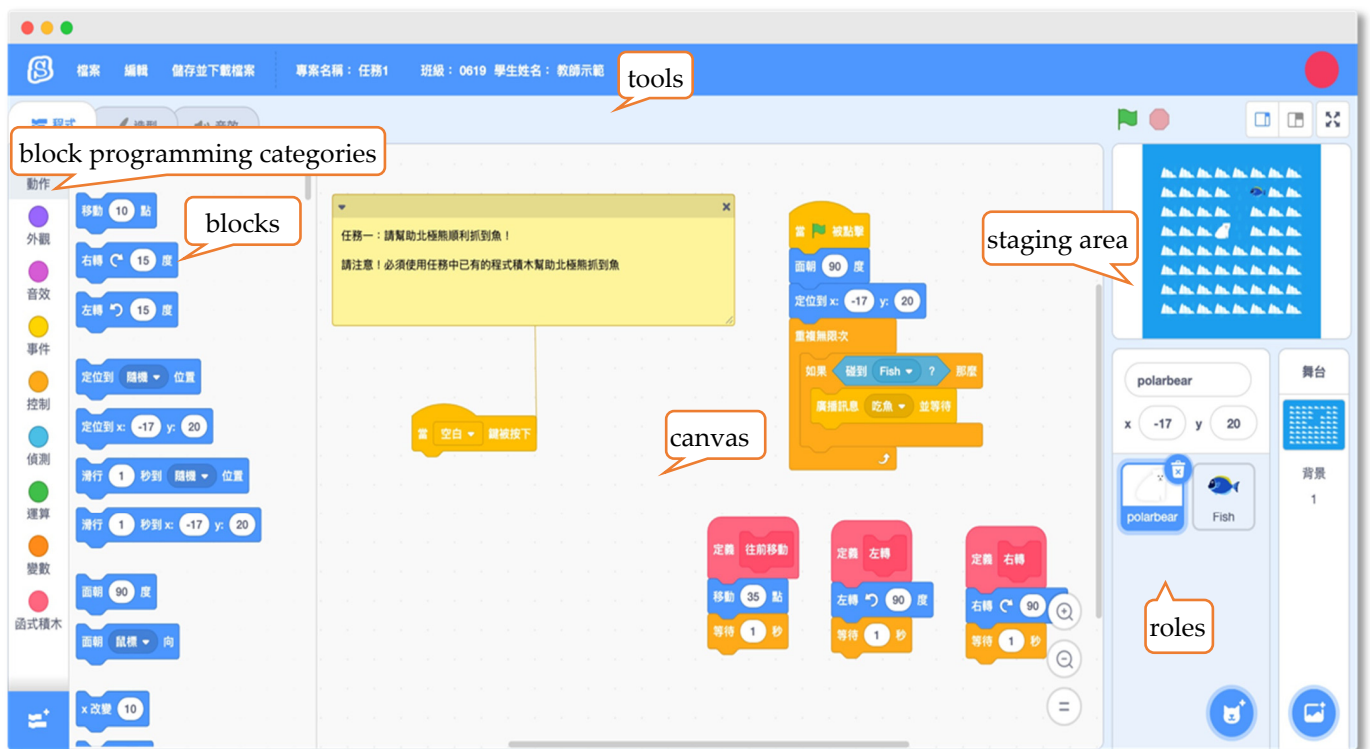 檔案 編輯 儲存並下載檔案 專案名稱： 任務1 班級： 0619 學生姓名： 教師示範
tools
程式 造型 音效
block programming categories
動作
外觀
音效
事件
控制
偵測
運算
變數
函式積木
移動 10 點
blocks
右轉 15 度
左轉 15 度
定位到 隨機 位置
定位到 x: -17 y: 20
滑行 1 秒到 隨機 位置
滑行 1 秒到 x: -17 y: 20
面朝 90 度
面朝 鼠標 向
x 改變 10
任務一：請幫助北極熊順利抓到魚！
請注意！必須使用任務中已有的程式積木幫助北極熊抓到魚
當 空白 鍵被按下
canvas
當 被點擊
面朝 90 度
定位到 x: -17 y: 20
重複無限次
如果 碰到 Fish ? 那麼
廣播訊息 吃魚 並等待
定義 往前移動
移動 35 點
等待 1 秒
定義 左轉
左轉 90 度
等待 1 秒
定義 右轉
右轉 90
等待 1 秒
staging area
polarbear
x -17 y 20
polarbear
Fish
roles
舞台
背景
1